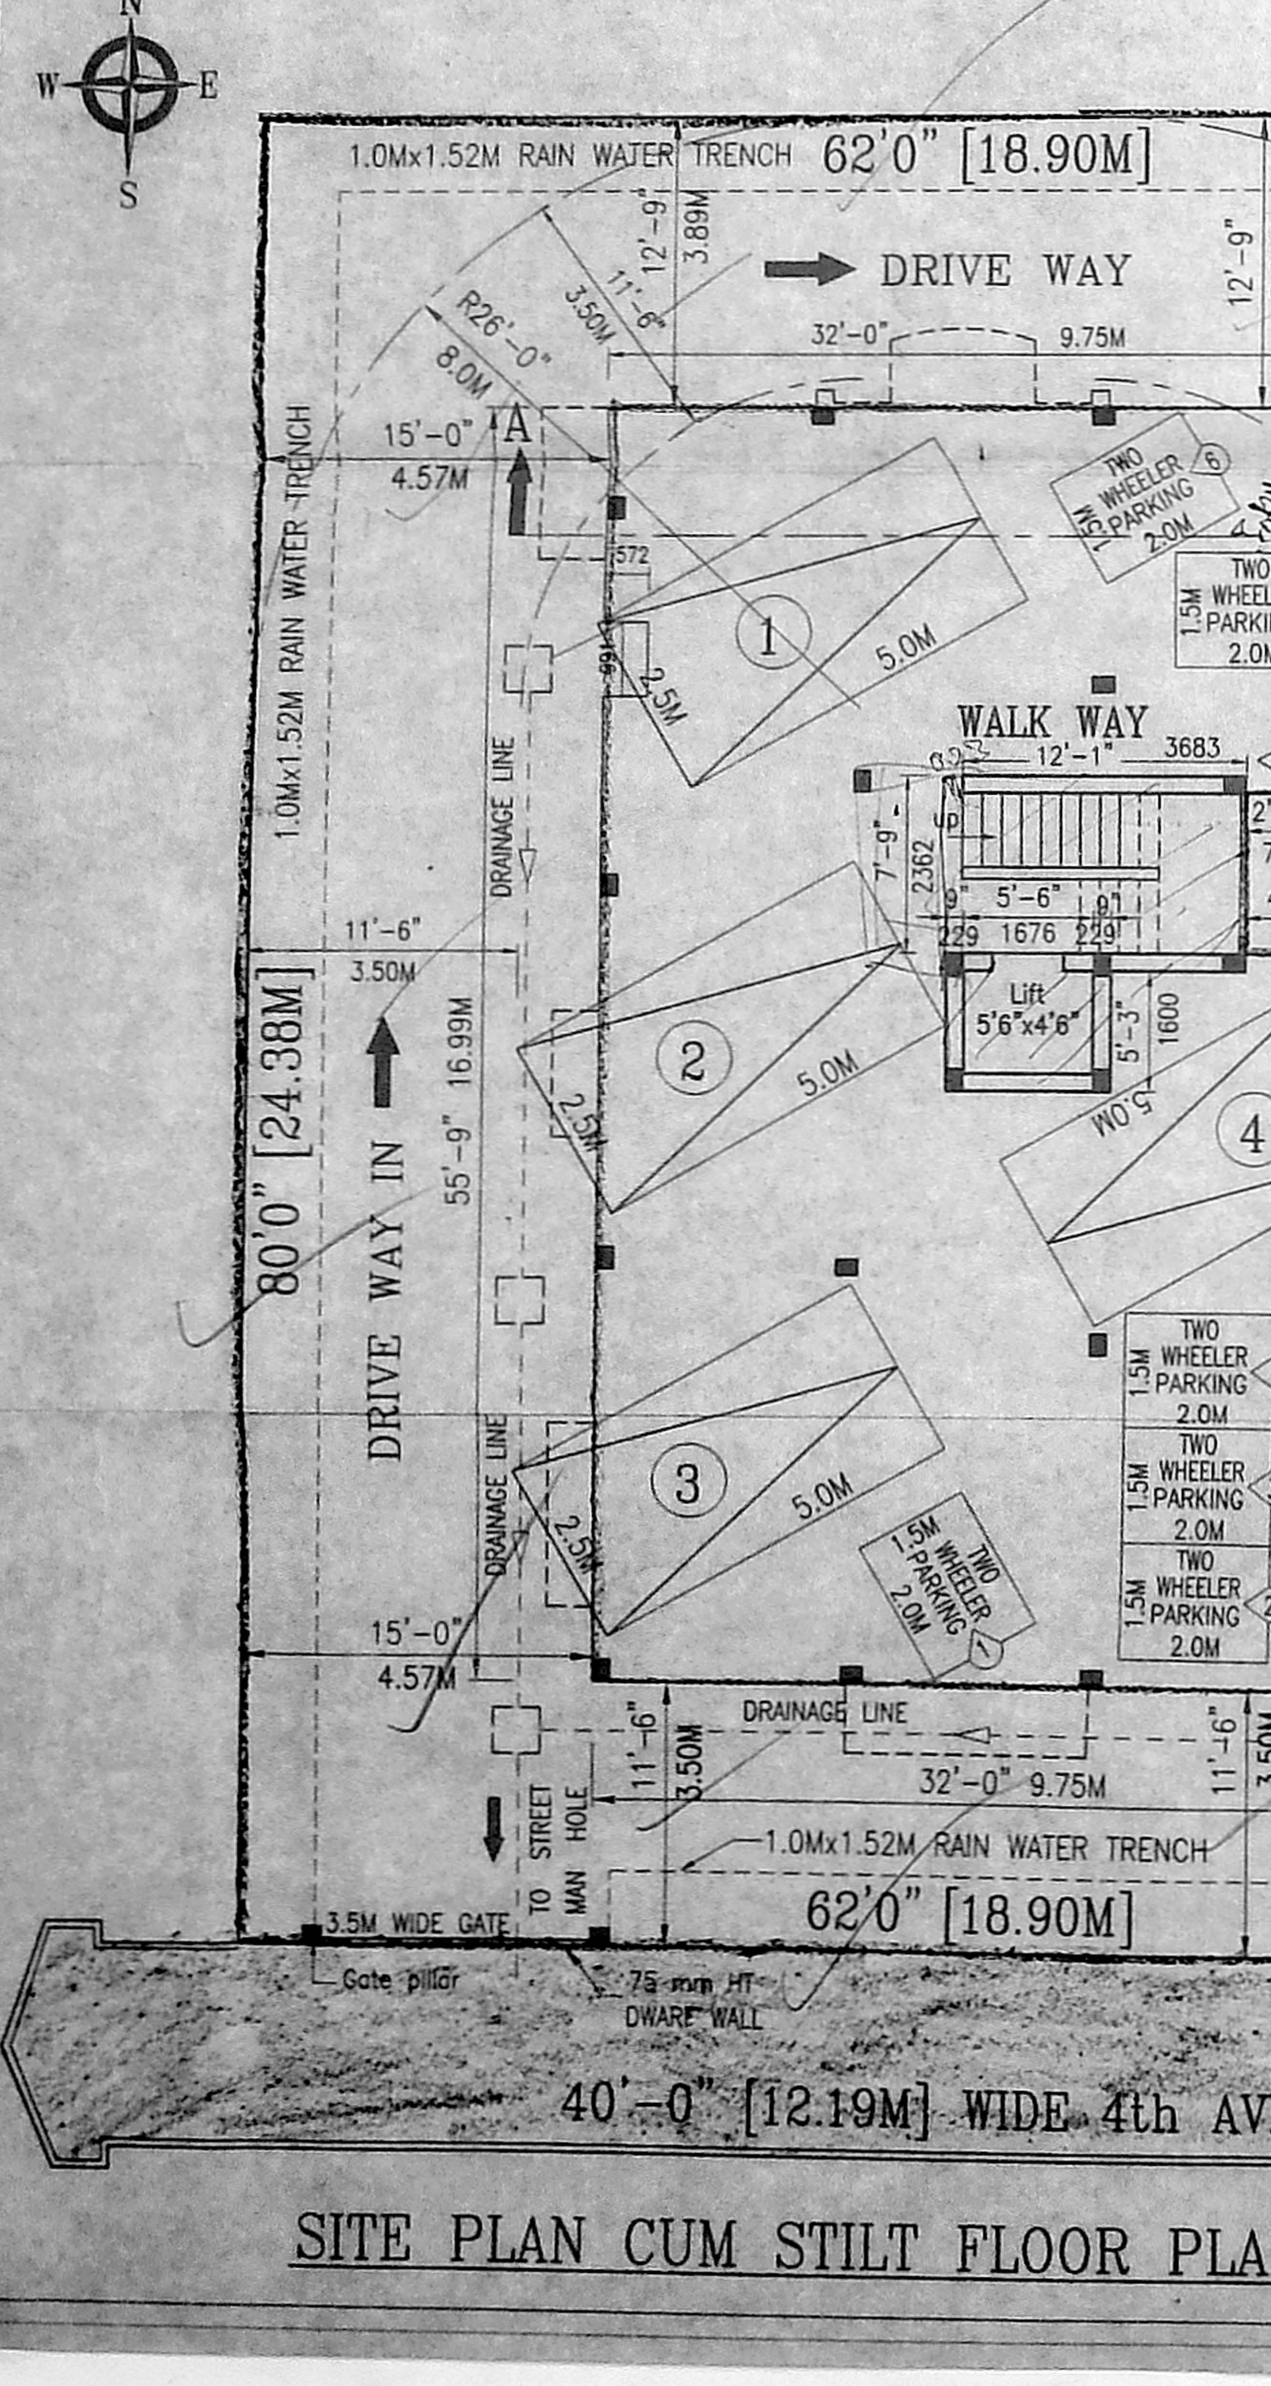 N
W E
S
1.0Mx1.52M RAIN WATER TRENCH 62'0" [18.90M]
12'-9"
3.89M
12'-9"
DRIVE WAY
11'-6"
3.50M
R26'-0"
8.0M
32'-0" 9.75M
A
15'-0"
4.57M
1.0Mx1.52M RAIN WATER TRENCH
TWO
WHEELER
PARKING
1.5M
2.0M
6
572
TWO
PARKI
1.5M
991
1
2.5M
5.0M
WALK WAY
12'-1" 3683
up
7'-9"
2362
9" 5'-6" 9"
229 1676 229
Lift
5'6"x4'6"
5'-3"
1600
DRAINAGE LINE
11'-6"
3.50M
80'0" [24.38M]
DRIVE WAY IN
55'-9" 16.99M
2
2.5M
5.0M
4
5.0M
TWO
WHEELER
PARKING
1.5M
2.0M
TWO
WHEELER
PARKING
1.5M
2.0M
TWO
WHEELER
PARKING
1.5M
2.0M
DRAINAGE LINE
3
2.5M
5.0M
TWO
WHEELER
PARKING
1.5M
2.0M
1
15'-0"
4.57M
DRAINAGE LINE
11'-6"
3.50M
11'-6"
32'-0" 9.75M
1.0Mx1.52M RAIN WATER TRENCH
TO STREET
MAN HOLE
62'0" [18.90M]
3.5M WIDE GATE
Gate pillar
75 mm HT
DWARF WALL
40'-0" [12.19M] WIDE 4th AV
SITE PLAN CUM STILT FLOOR PLA